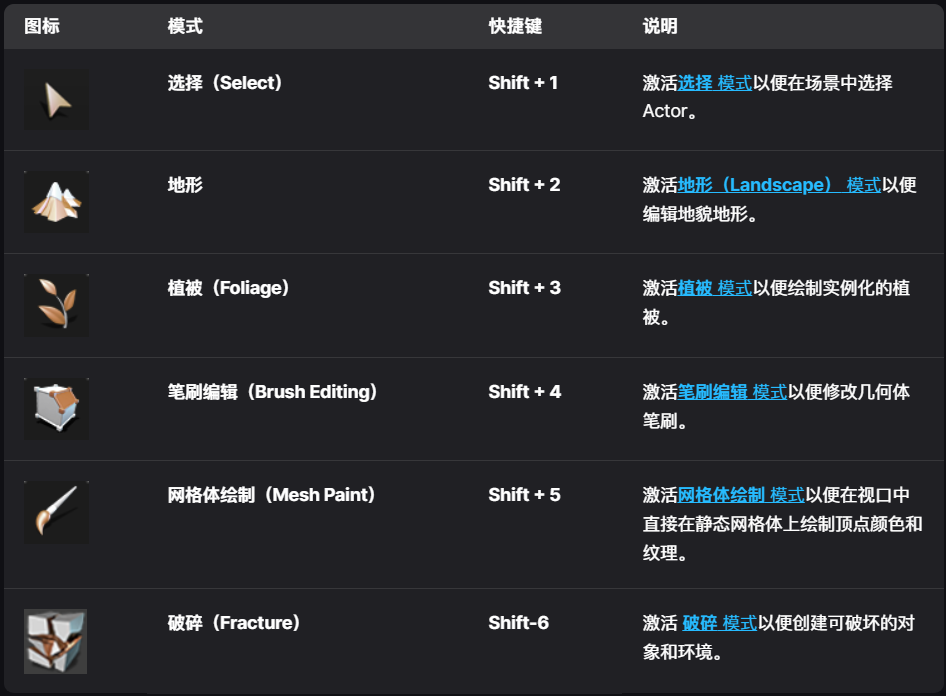 图标 模式 快捷键 说明
选择（Select） Shift + 1 激活选择 模式以便在场景中选择
Actor。
地形 Shift + 2 激活地形（Landscape） 模式以便
编辑地貌地形。
植被（Foliage） Shift + 3 激活植被 模式以便绘制实例化的植
被。
笔刷编辑（Brush Editing） Shift + 4 激活笔刷编辑 模式以便修改几何体
笔刷。
网格体绘制（Mesh Paint） Shift + 5 激活网格体绘制 模式以便在视口中
直接在静态网格体上绘制顶点颜色和
纹理。
破碎（Fracture） Shift-6 激活 破碎 模式以便创建可破坏的对
象和环境。